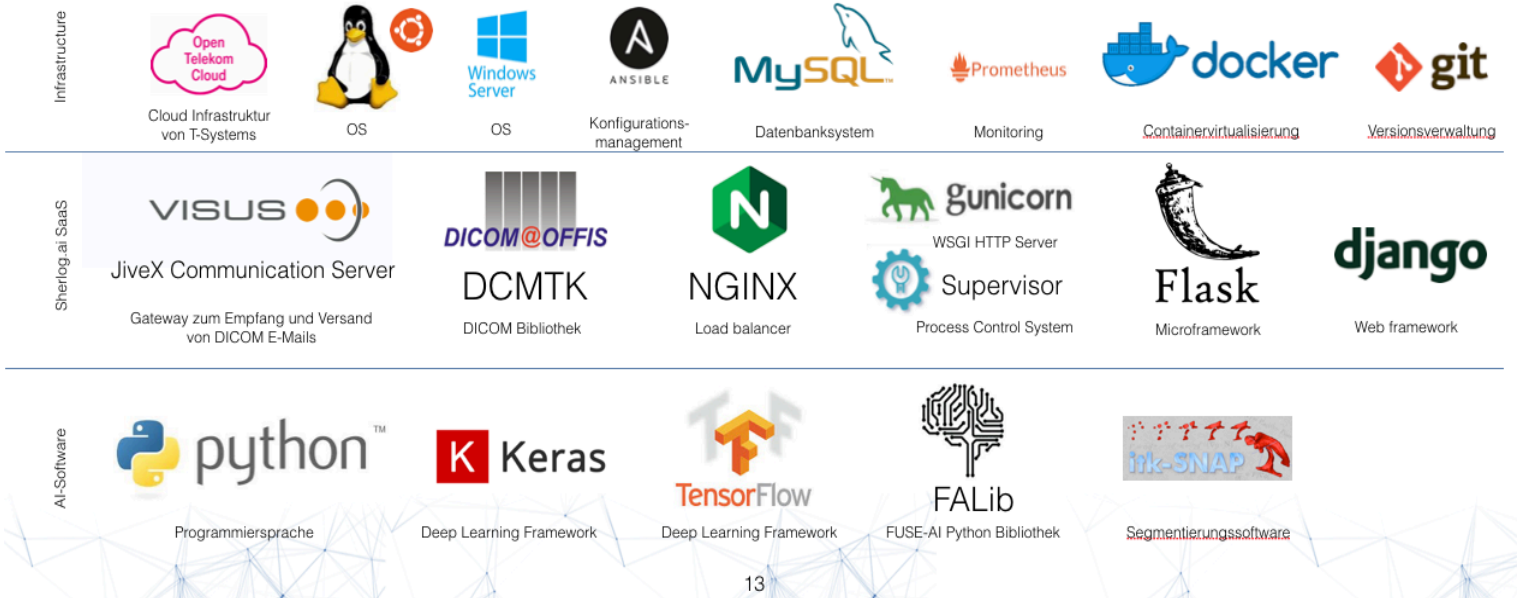 Infrastructure
Open
Telekom
Cloud
Cloud Infrastruktur
von T-Systems
OS
Windows
Server
OS
ANSIBLE
Konfigurations-
management
MySQL™
Datenbanksystem
Prometheus
Monitoring
docker
Containervirtualisierung
git
Versionsverwaltung
Sherlog.ai SaaS
VISUS
JiveX Communication Server
Gateway zum Empfang und Versand
von DICOM E-Mails
DICOM@OFFIS
DCMTK
DICOM Bibliothek
N
NGINX
Load balancer
gunicorn
WSGI HTTP Server
Supervisor
Process Control System
Flask
Microframework
django
Web framework
AI-Software
python™
Programmiersprache
K Keras
Deep Learning Framework
TensorFlow
Deep Learning Framework
FALib
FUSE-AI Python Bibliothek
itk-SNAP
Segmentierungssoftware
13